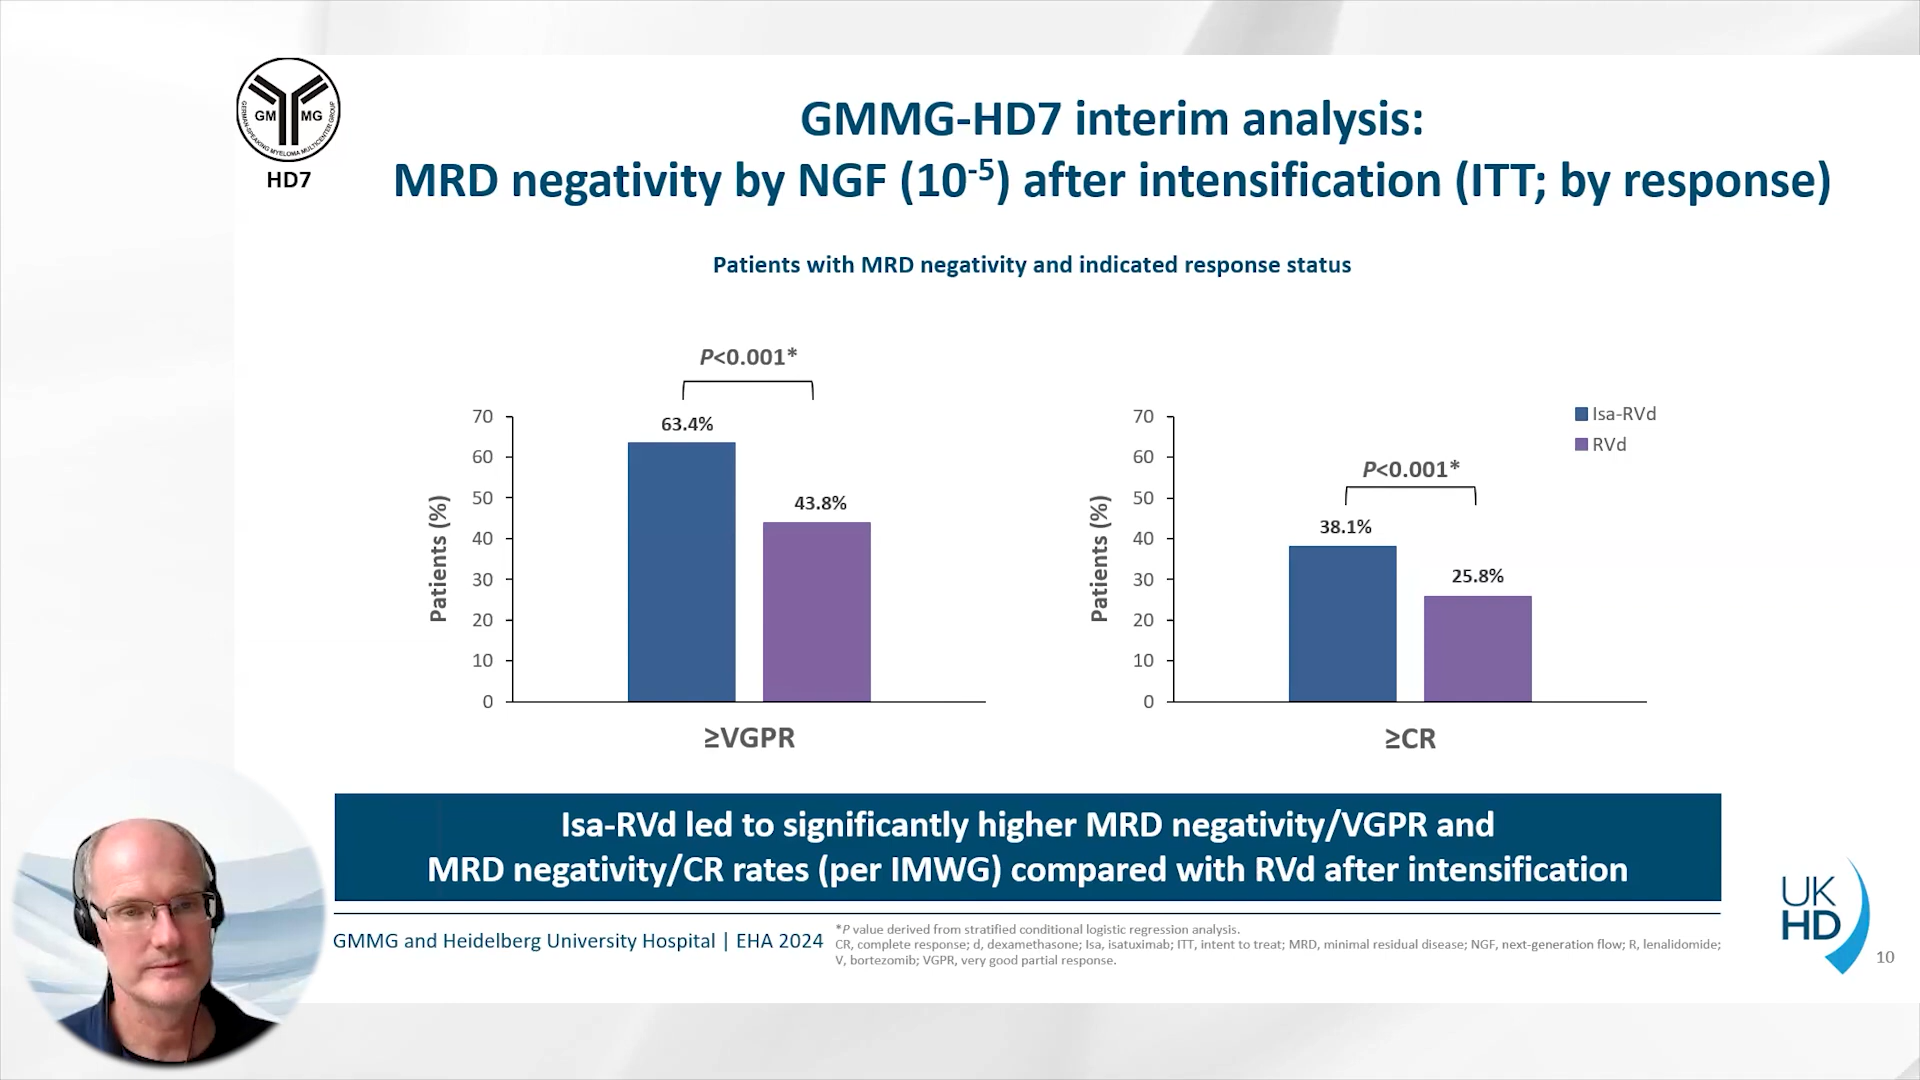 GM MG
GERMAN-SPEAKING MYELOMA MULTICENTER GROUP
HD7
GMMG-HD7 interim analysis:
MRD negativity by NGF (10-5) after intensification (ITT; by response)
Patients with MRD negativity and indicated response status
P<0.001*
70
60
50
40
30
20
10
0
Patients (%)
63.4%
43.8%
≥VGPR
P<0.001*
70
60
50
40
30
20
10
0
Patients (%)
38.1%
25.8%
≥CR
Isa-RVd
RVd
Isa-RVd led to significantly higher MRD negativity/VGPR and
MRD negativity/CR rates (per IMWG) compared with RVd after intensification
GMMG and Heidelberg University Hospital | EHA 2024
*P value derived from stratified conditional logistic regression analysis.
CR, complete response; d, dexamethasone; Isa, isatuximab; ITT, intent to treat; MRD, minimal residual disease; NGF, next-generation flow; R, lenalidomide;
V, bortezomib; VGPR, very good partial response.
UK
HD
10